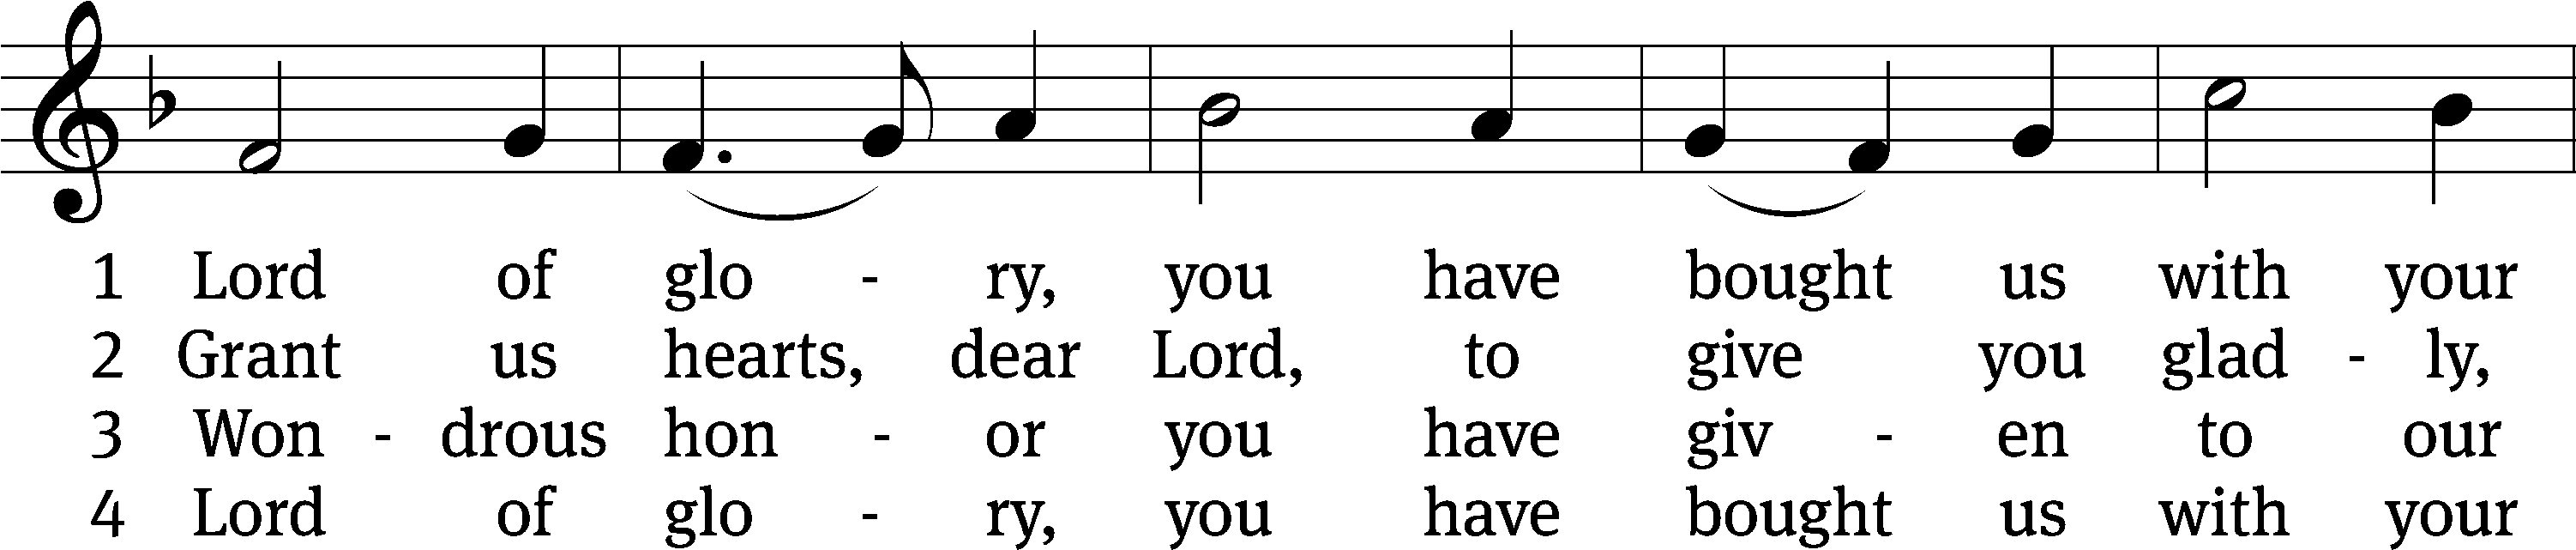 1 Lord of glo - ry, you have bought us with your
2 Grant us hearts, dear Lord, to give you glad - ly,
3 Won - drous hon - or you have giv - en to our
4 Lord of glo - ry, you have bought us with your